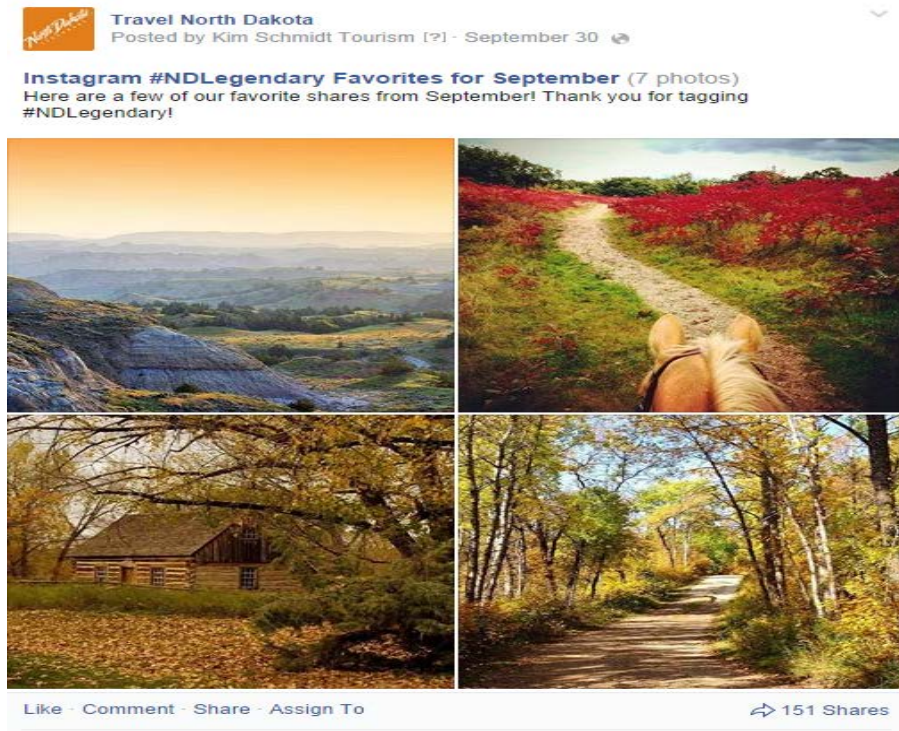 North Dakota
Travel North Dakota
Posted by Kim Schmidt Tourism [?] · September 30
Instagram #NDLegendary Favorites for September (7 photos)
Here are a few of our favorite shares from September! Thank you for tagging
#NDLegendary!
Like · Comment · Share · Assign To
151 Shares